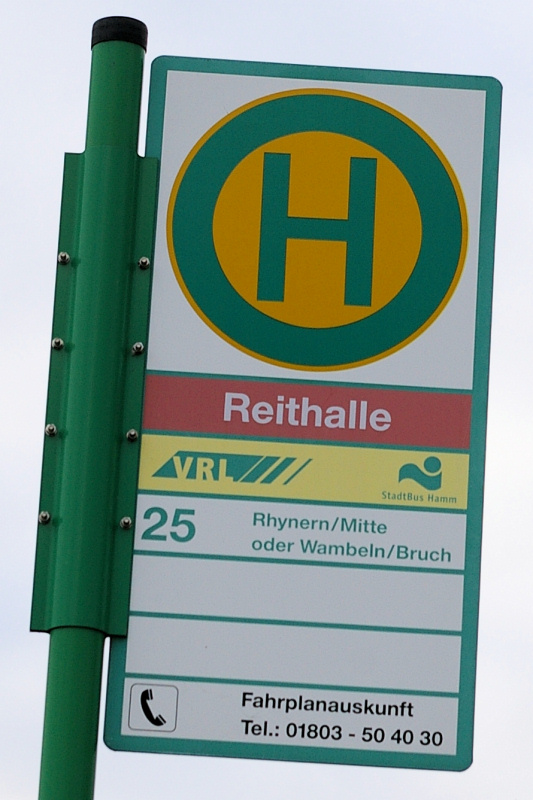 H
Reithalle
VRL
StadtBus Hamm
25 Rhynern/Mitte
oder Wambeln/Bruch
Fahrplanauskunft
Tel.: 01803 - 50 40 30